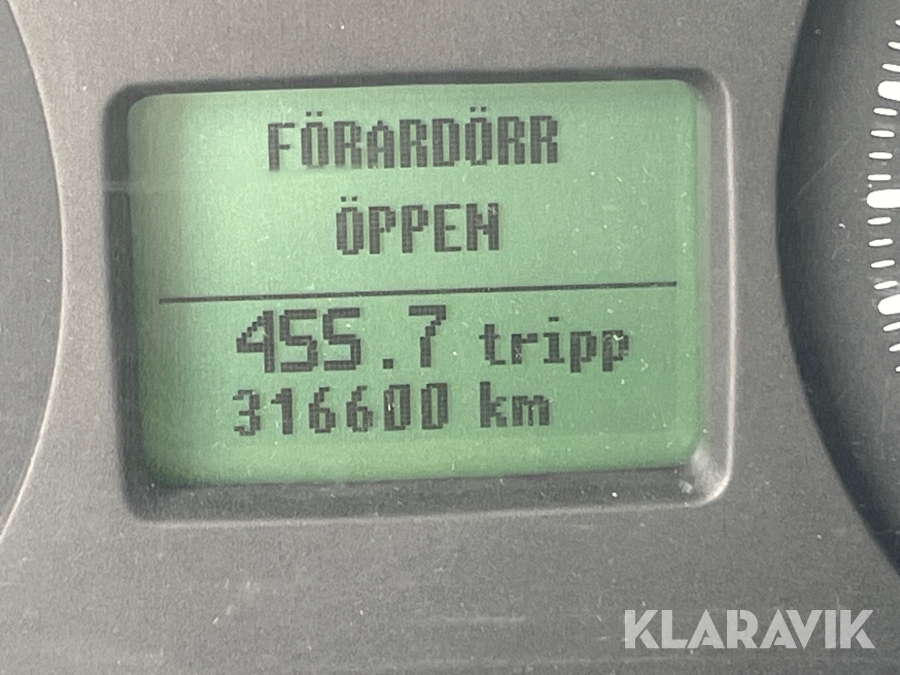 FÖRARDÖRR
ÖPPEN
455.7 tripp
316600 km
KLARAVIK